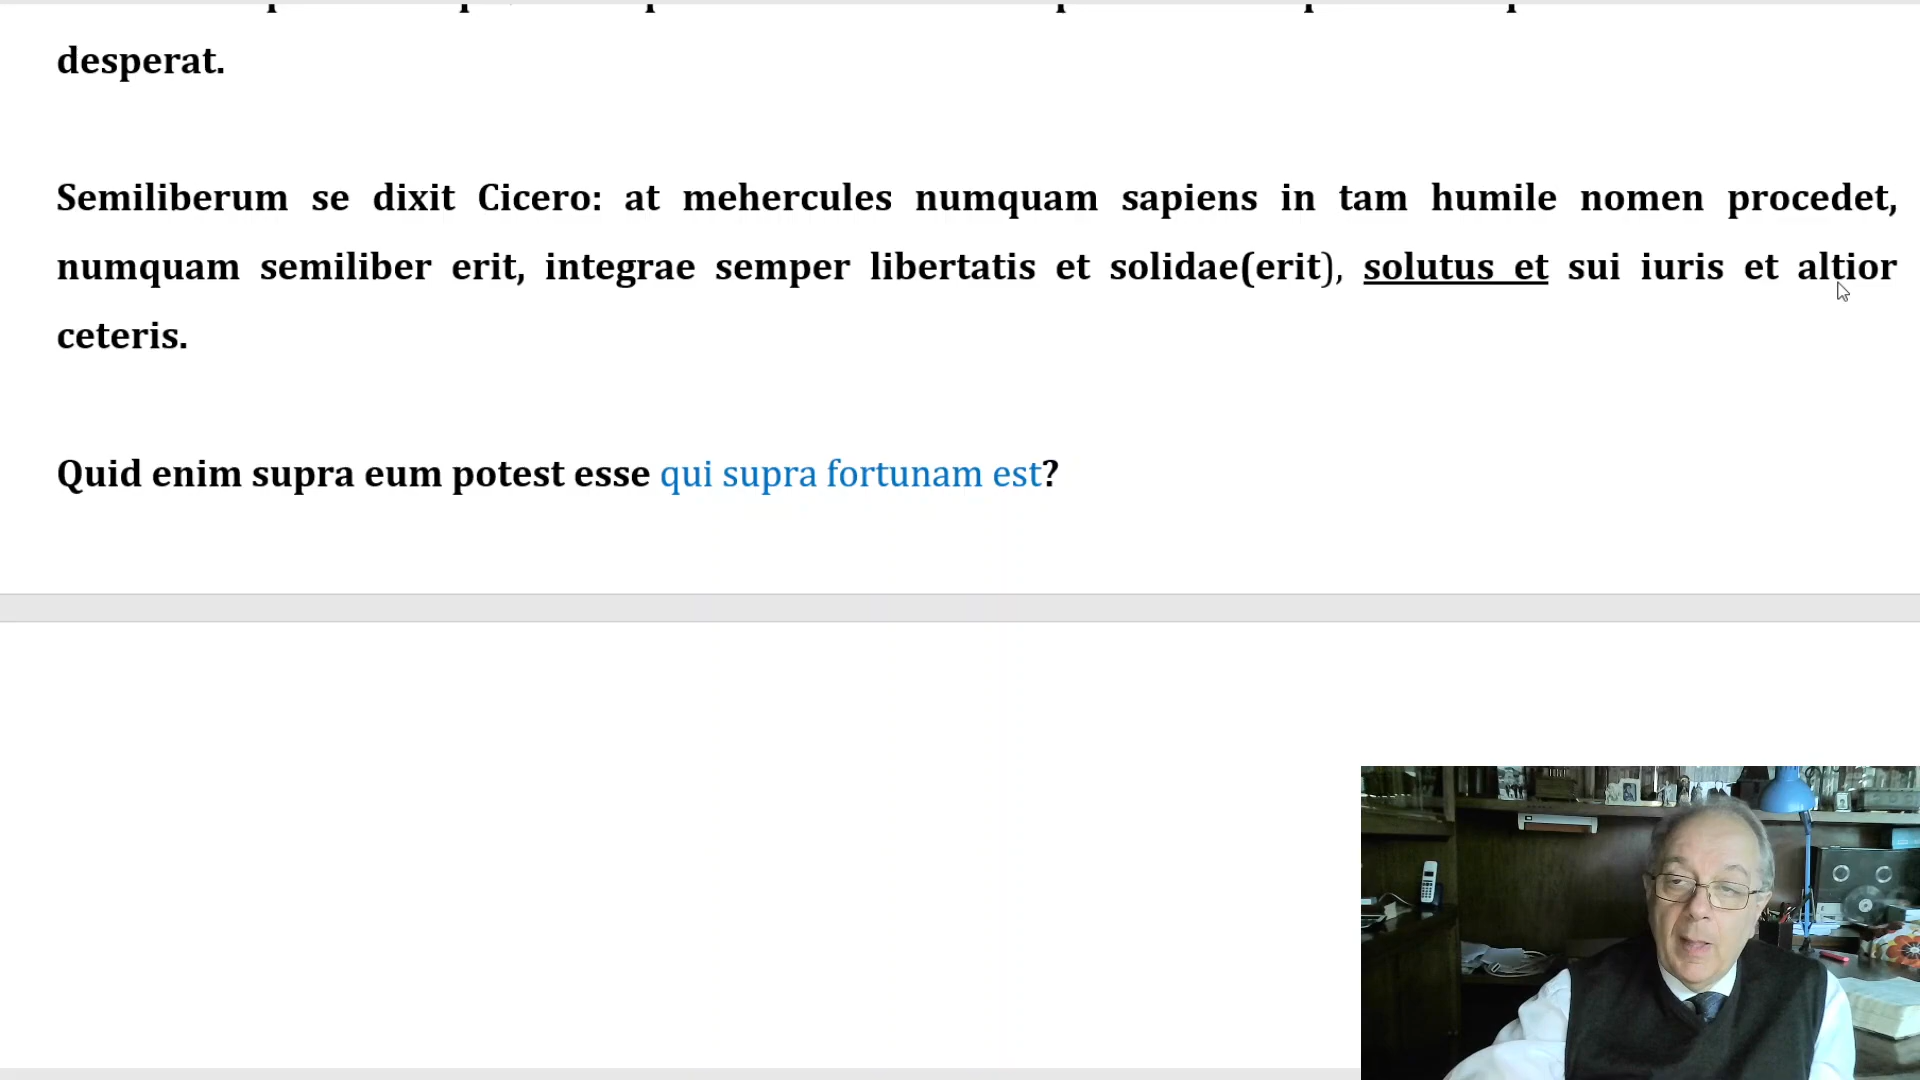 desperat.
Semiliberum se dixit Cicero: at mehercules numquam sapiens in tam humile nomen procedet,
numquam semiliber erit, integrae semper libertatis et solidae(erit), solutus et sui iuris et altior
ceteris.
Quid enim supra eum potest esse qui supra fortunam est?